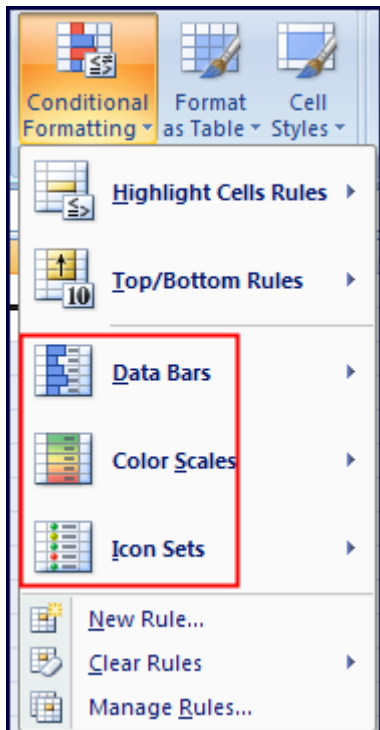 Conditional Formatting
Format as Table
Cell Styles
Highlight Cells Rules
Top/Bottom Rules
10
Data Bars
Color Scales
Icon Sets
New Rule...
Clear Rules
Manage Rules...